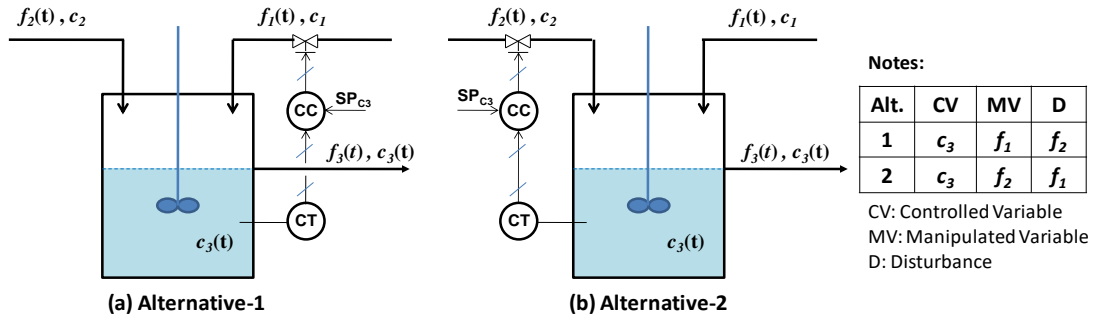 f₂(t) , c₂
f₁(t) , c₁
CC
SP_C3
f₃(t) , c₃(t)
CT
c₃(t)
(a) Alternative-1
f₂(t) , c₂
f₁(t) , c₁
SP_C3
CC
f₃(t) , c₃(t)
CT
c₃(t)
(b) Alternative-2
Notes:
Alt. CV MV D
1 c₃ f₁ f₂
2 c₃ f₂ f₁
CV: Controlled Variable
MV: Manipulated Variable
D: Disturbance